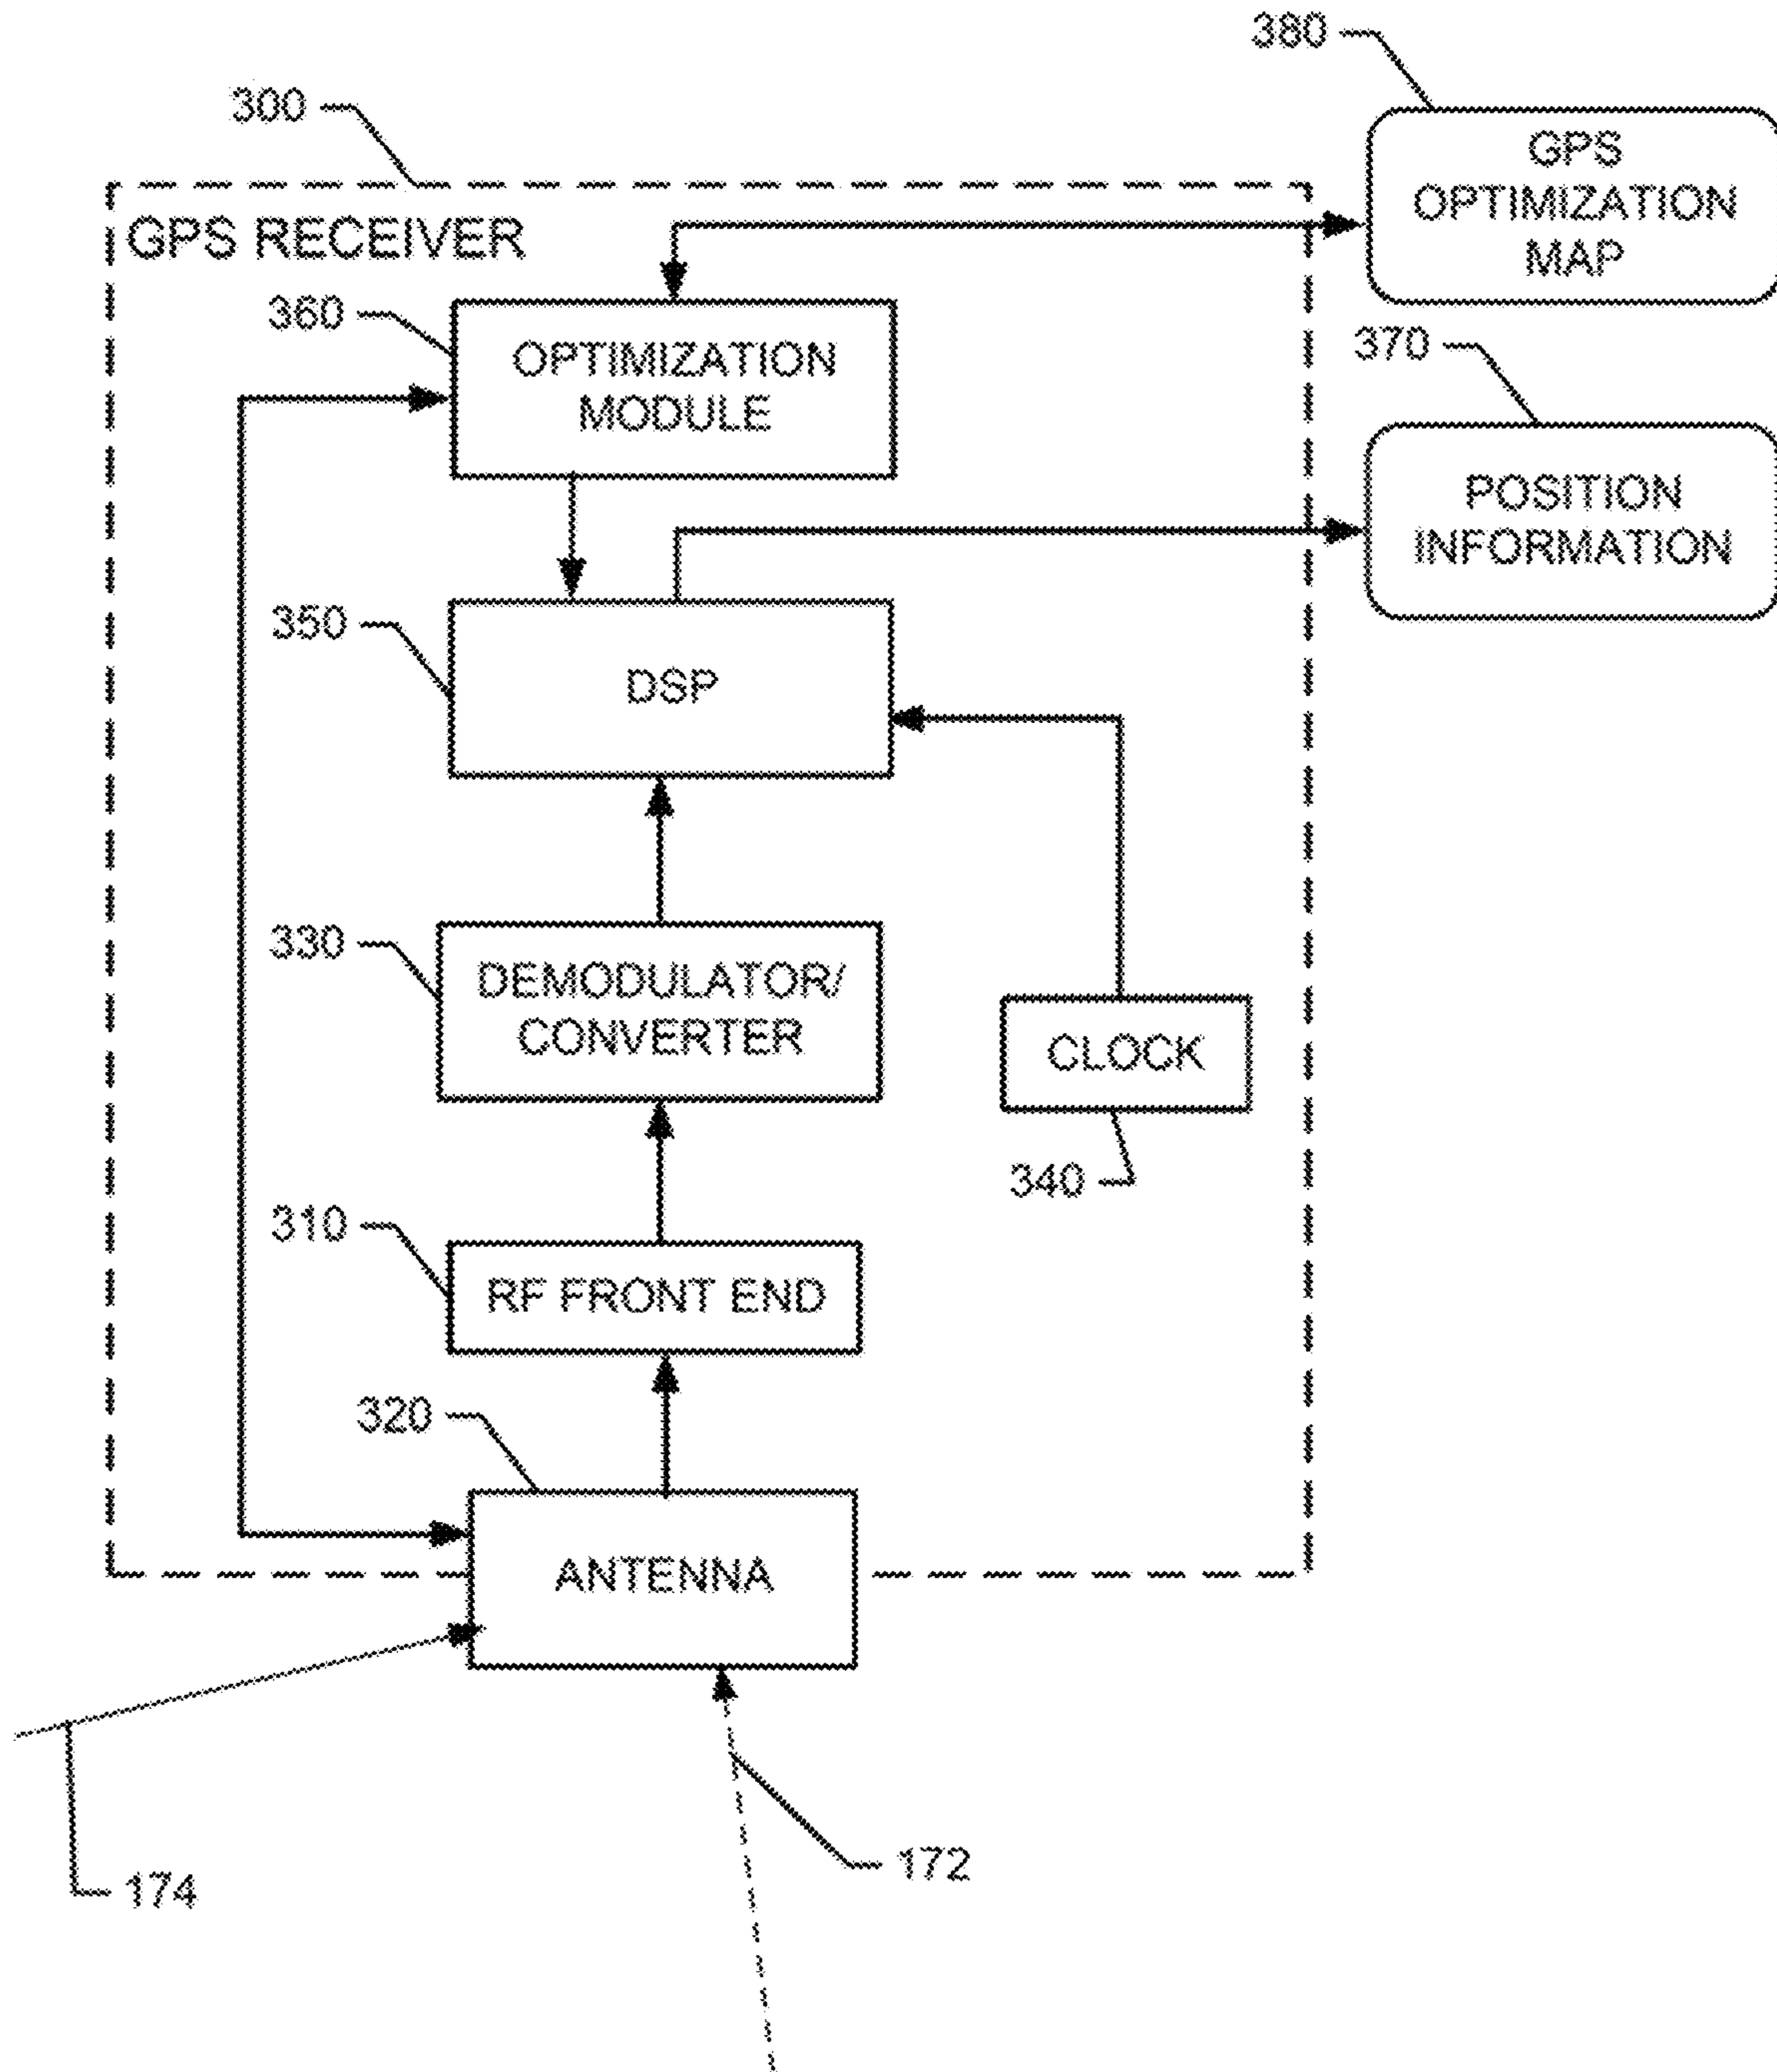 380
300
GPS
OPTIMIZATION
MAP
GPS RECEIVER
360
OPTIMIZATION
MODULE
370
POSITION
INFORMATION
350
DSP
330
DEMODULATOR/
CONVERTER
CLOCK
340
310
RF FRONT END
320
ANTENNA
172
174